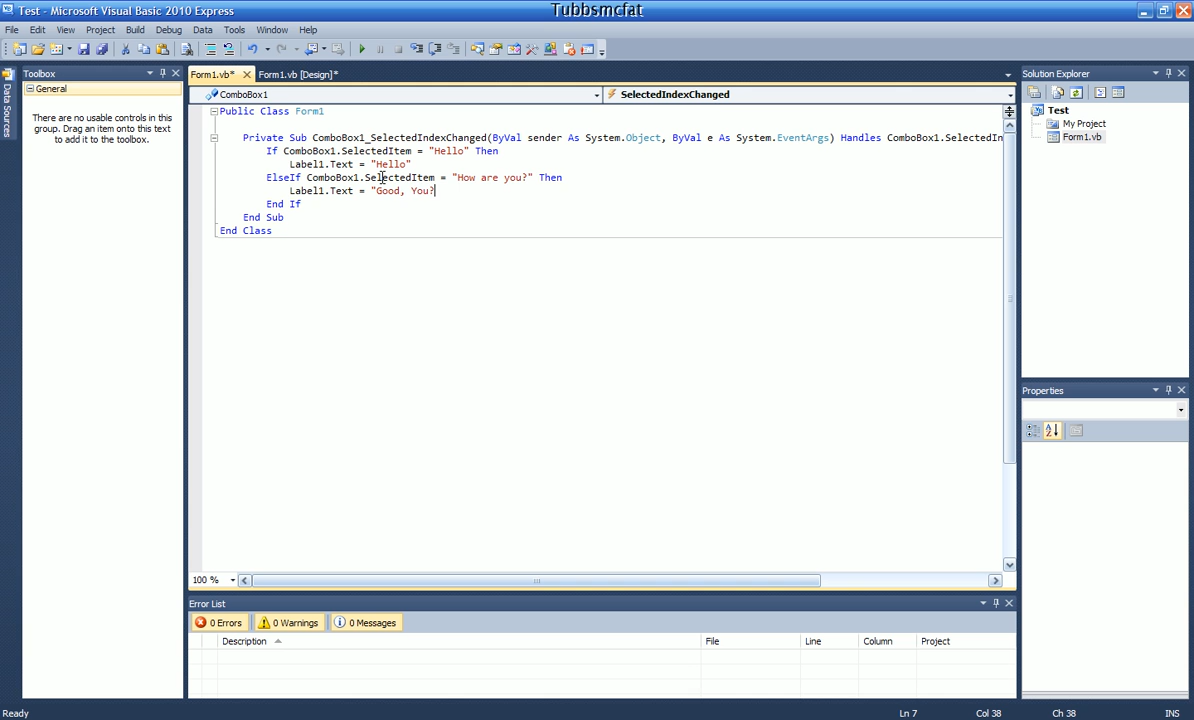 Test - Microsoft Visual Basic 2010 Express
Tubbsmcfat
File Edit View Project Build Debug Data Tools Window Help
Data Sources
Toolbox
General
There are no usable controls in this
group. Drag an item onto this text
to add it to the toolbox.
Form1.vb* Form1.vb [Design]*
ComboBox1 SelectedIndexChanged
Public Class Form1
Private Sub ComboBox1_SelectedIndexChanged(ByVal sender As System.Object, ByVal e As System.EventArgs) Handles ComboBox1.SelectedIn
If ComboBox1.SelectedItem = "Hello" Then
Label1.Text = "Hello"
ElseIf ComboBox1.SelectedItem = "How are you?" Then
Label1.Text = "Good, You?
End If
End Sub
End Class
100 %
Error List
0 Errors 0 Warnings 0 Messages
Description File Line Column Project
Solution Explorer
Test
My Project
Form1.vb
Properties
Ready Ln 7 Col 38 Ch 38 INS